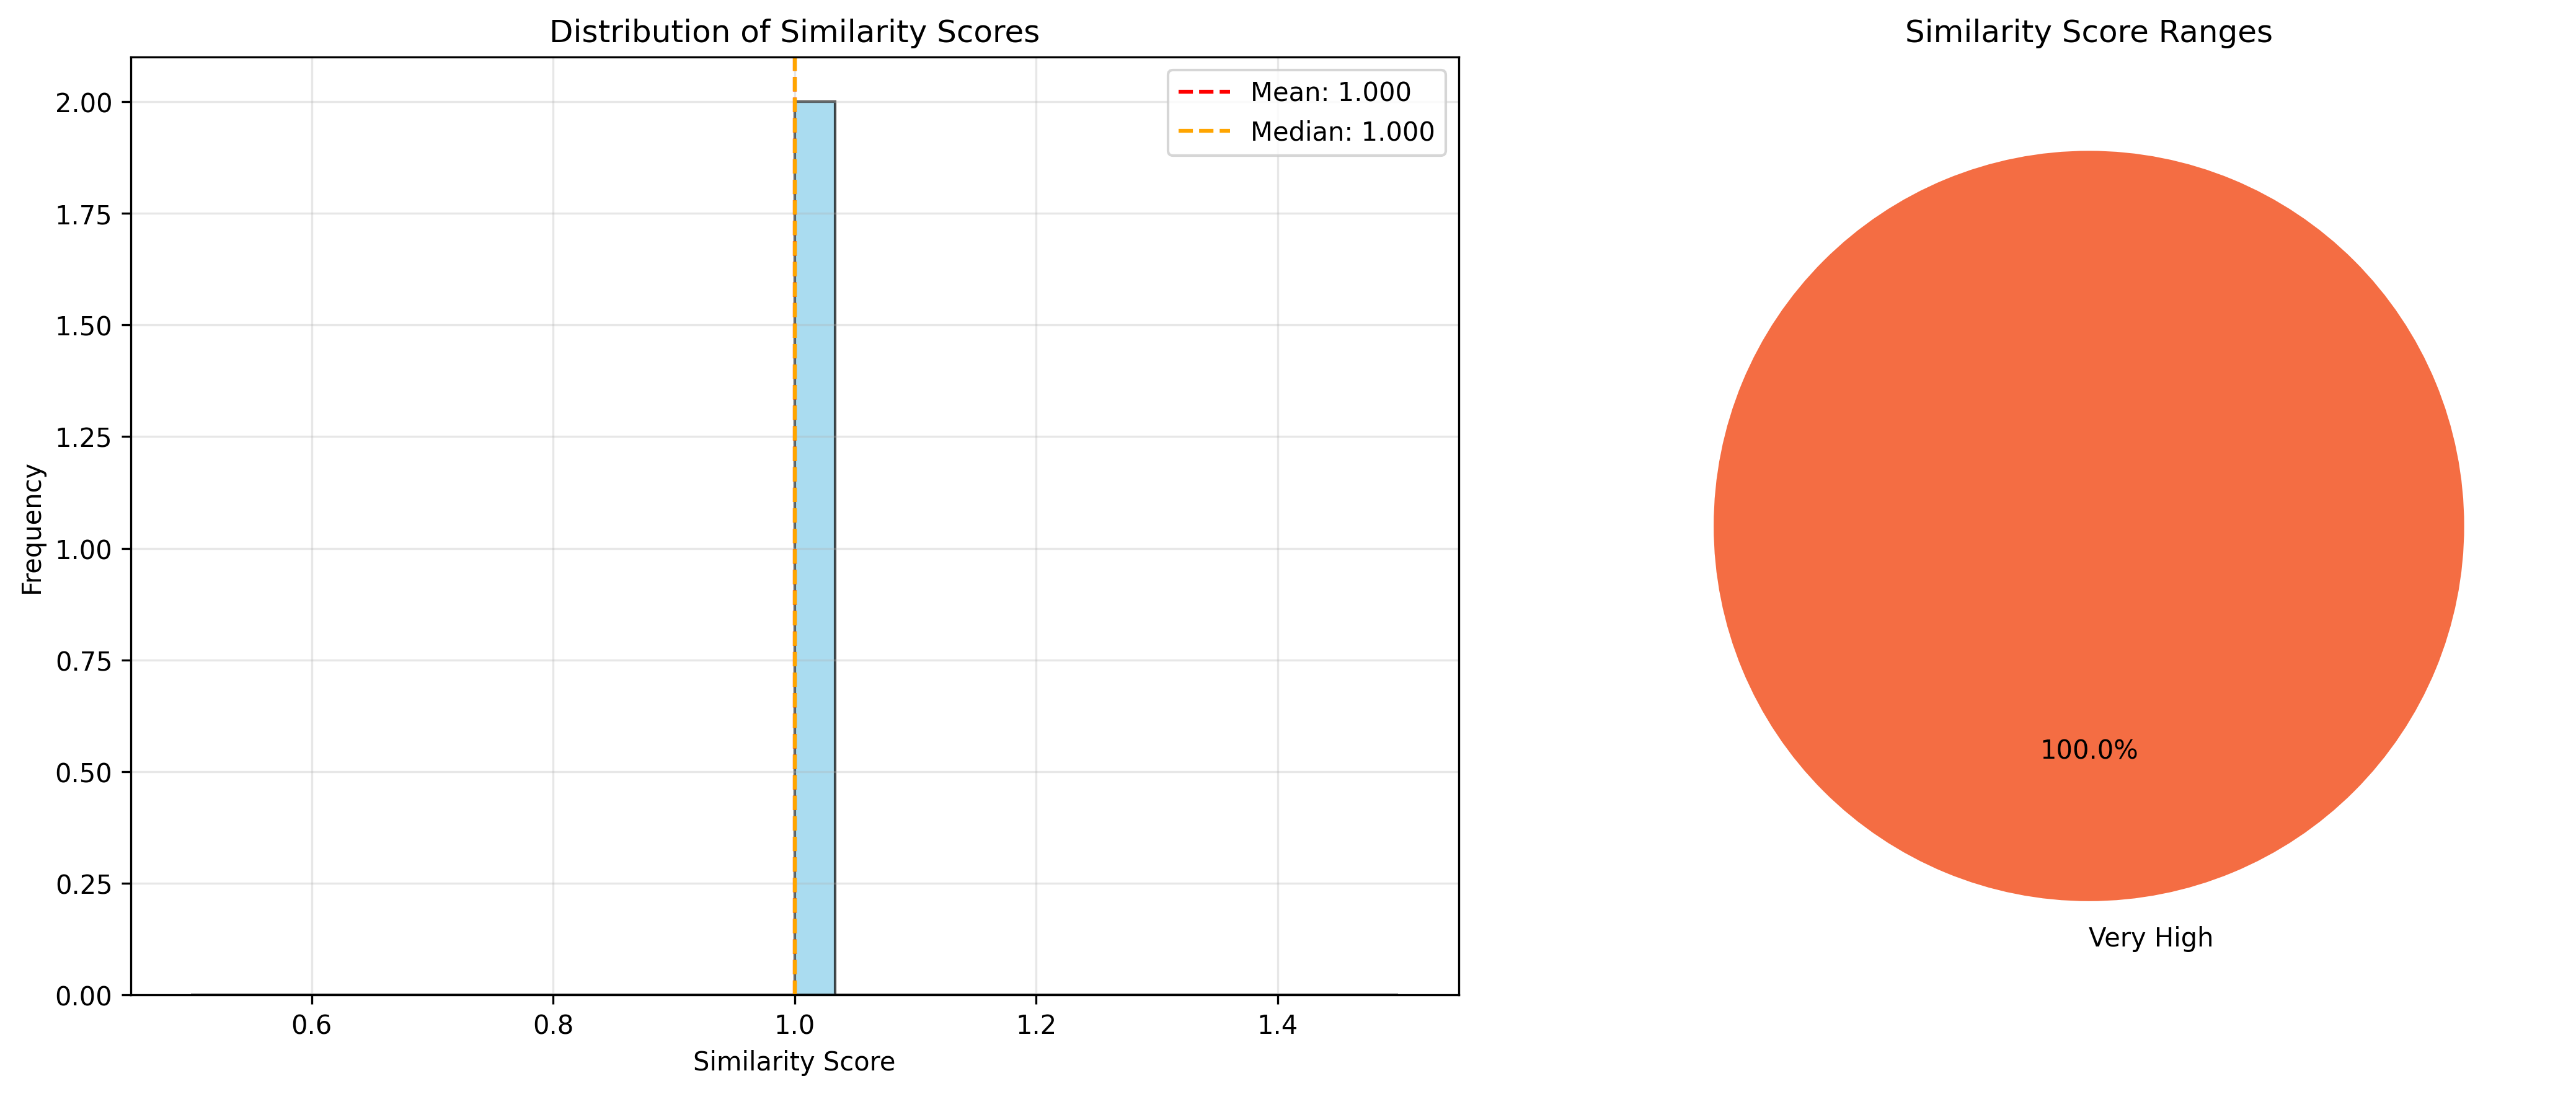 Distribution of Similarity Scores
Mean: 1.000
Median: 1.000
2.00
1.75
1.50
1.25
1.00
0.75
0.50
0.25
0.00
Frequency
0.6 0.8 1.0 1.2 1.4
Similarity Score
Similarity Score Ranges
100.0%
Very High